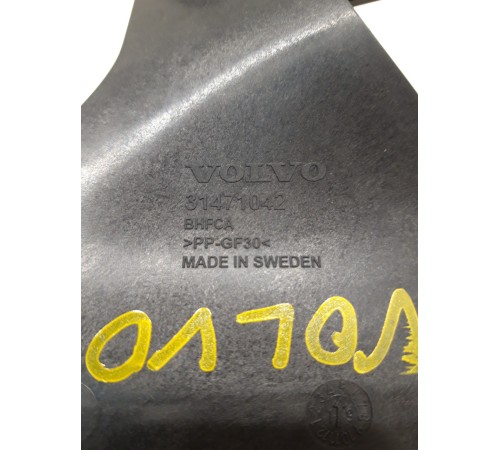 VOLVO
31471042
BHFCA
>PP-GF30<
MADE IN SWEDEN